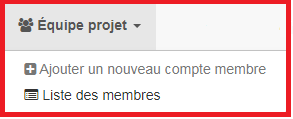 Équipe projet
Ajouter un nouveau compte membre
Liste des membres